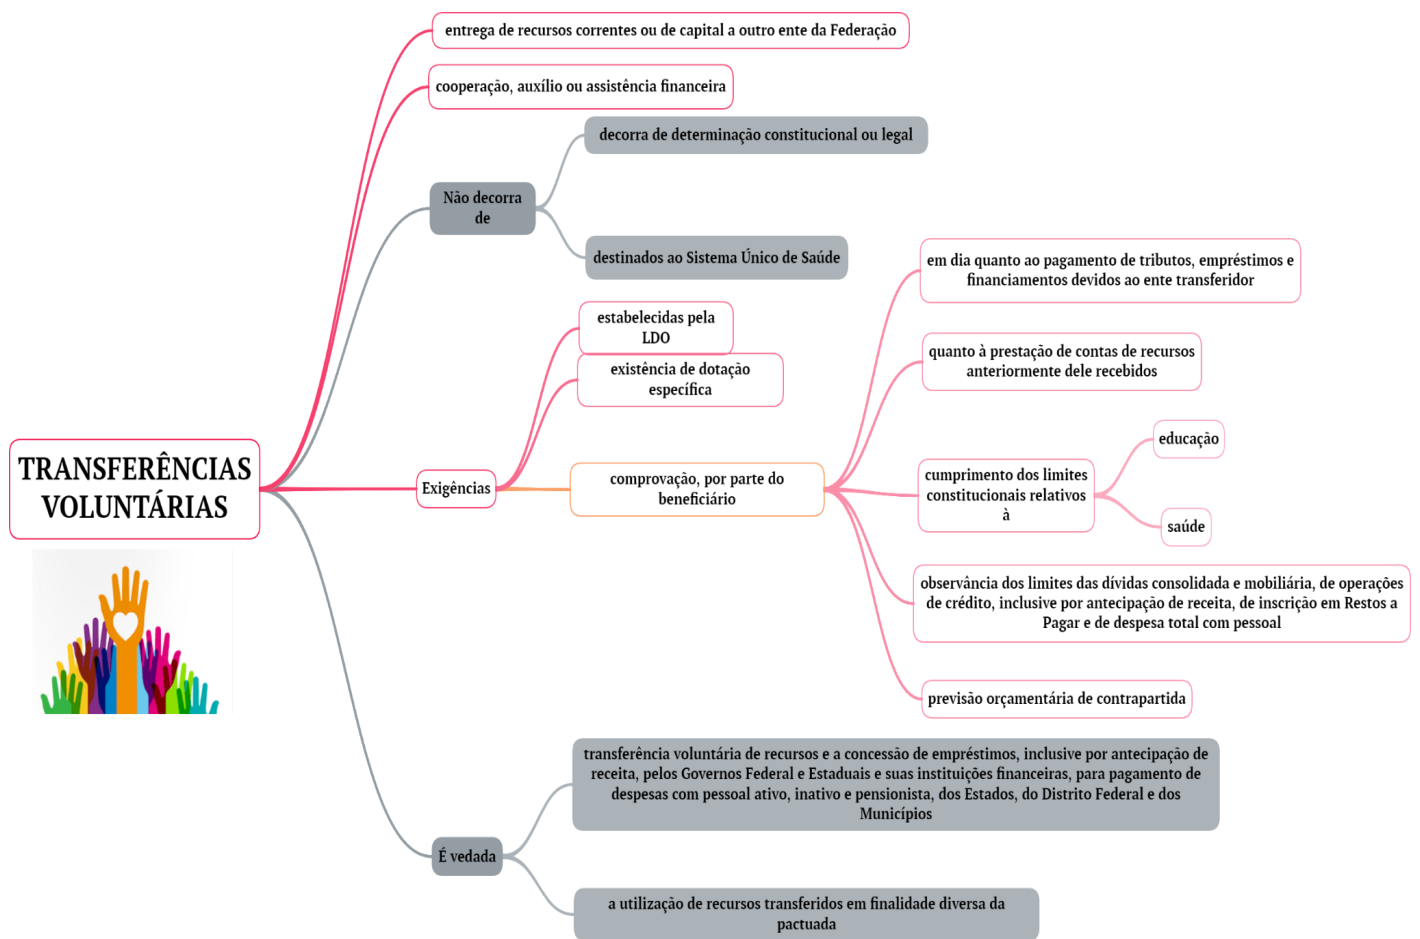 TRANSFERÊNCIAS
VOLUNTÁRIAS
entrega de recursos correntes ou de capital a outro ente da Federação
cooperação, auxílio ou assistência financeira
Não decorra
de
decorra de determinação constitucional ou legal
destinados ao Sistema Único de Saúde
Exigências
estabelecidas pela
LDO
existência de dotação
específica
comprovação, por parte do
beneficiário
em dia quanto ao pagamento de tributos, empréstimos e
financiamentos devidos ao ente transferidor
quanto à prestação de contas de recursos
anteriormente dele recebidos
cumprimento dos limites
constitucionais relativos
à
educação
saúde
observância dos limites das dívidas consolidada e mobiliária, de operações
de crédito, inclusive por antecipação de receita, de inscrição em Restos a
Pagar e de despesa total com pessoal
previsão orçamentária de contrapartida
É vedada
transferência voluntária de recursos e a concessão de empréstimos, inclusive por antecipação de
receita, pelos Governos Federal e Estaduais e suas instituições financeiras, para pagamento de
despesas com pessoal ativo, inativo e pensionista, dos Estados, do Distrito Federal e dos
Municípios
a utilização de recursos transferidos em finalidade diversa da
pactuada